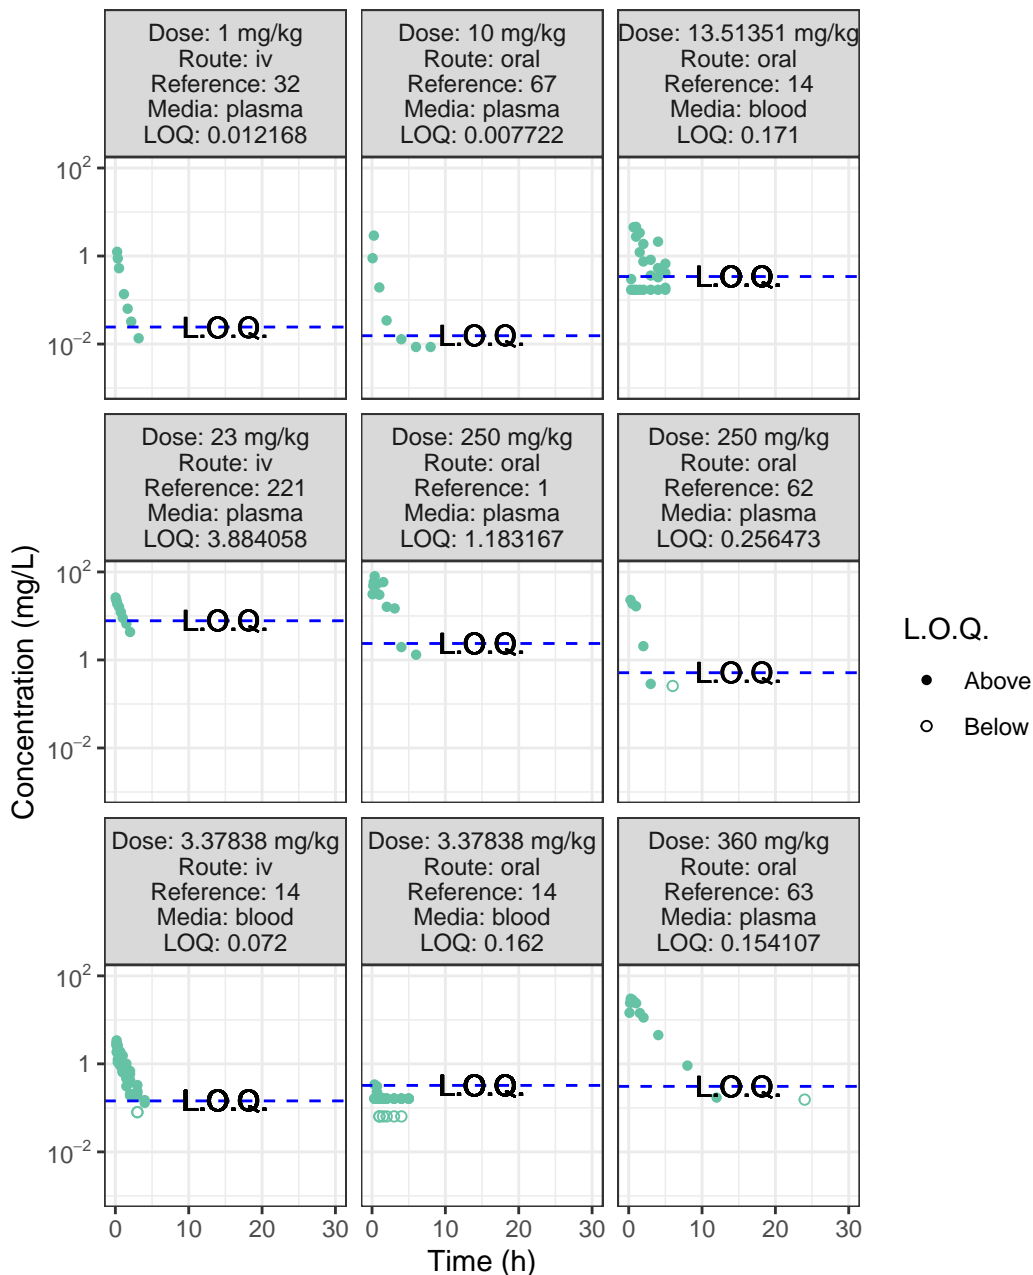 Dose: 1 mg/kg
Route: iv
Reference: 32
Media: plasma
LOQ: 0.012168
Dose: 10 mg/kg
Route: oral
Reference: 67
Media: plasma
LOQ: 0.007722
Dose: 13.51351 mg/kg
Route: oral
Reference: 14
Media: blood
LOQ: 0.171
10²
1
10⁻²
L.O.Q.
L.O.Q.
L.O.Q.
Dose: 23 mg/kg
Route: iv
Reference: 221
Media: plasma
LOQ: 3.884058
Dose: 250 mg/kg
Route: oral
Reference: 1
Media: plasma
LOQ: 1.183167
Dose: 250 mg/kg
Route: oral
Reference: 62
Media: plasma
LOQ: 0.256473
10²
1
10⁻²
L.O.Q.
L.O.Q.
L.O.Q.
Dose: 3.37838 mg/kg
Route: iv
Reference: 14
Media: blood
LOQ: 0.072
Dose: 3.37838 mg/kg
Route: oral
Reference: 14
Media: blood
LOQ: 0.162
Dose: 360 mg/kg
Route: oral
Reference: 63
Media: plasma
LOQ: 0.154107
10²
1
10⁻²
L.O.Q.
L.O.Q.
L.O.Q.
0 10 20 30
0 10 20 30
0 10 20 30
Time (h)
Concentration (mg/L)
L.O.Q.
Above
Below